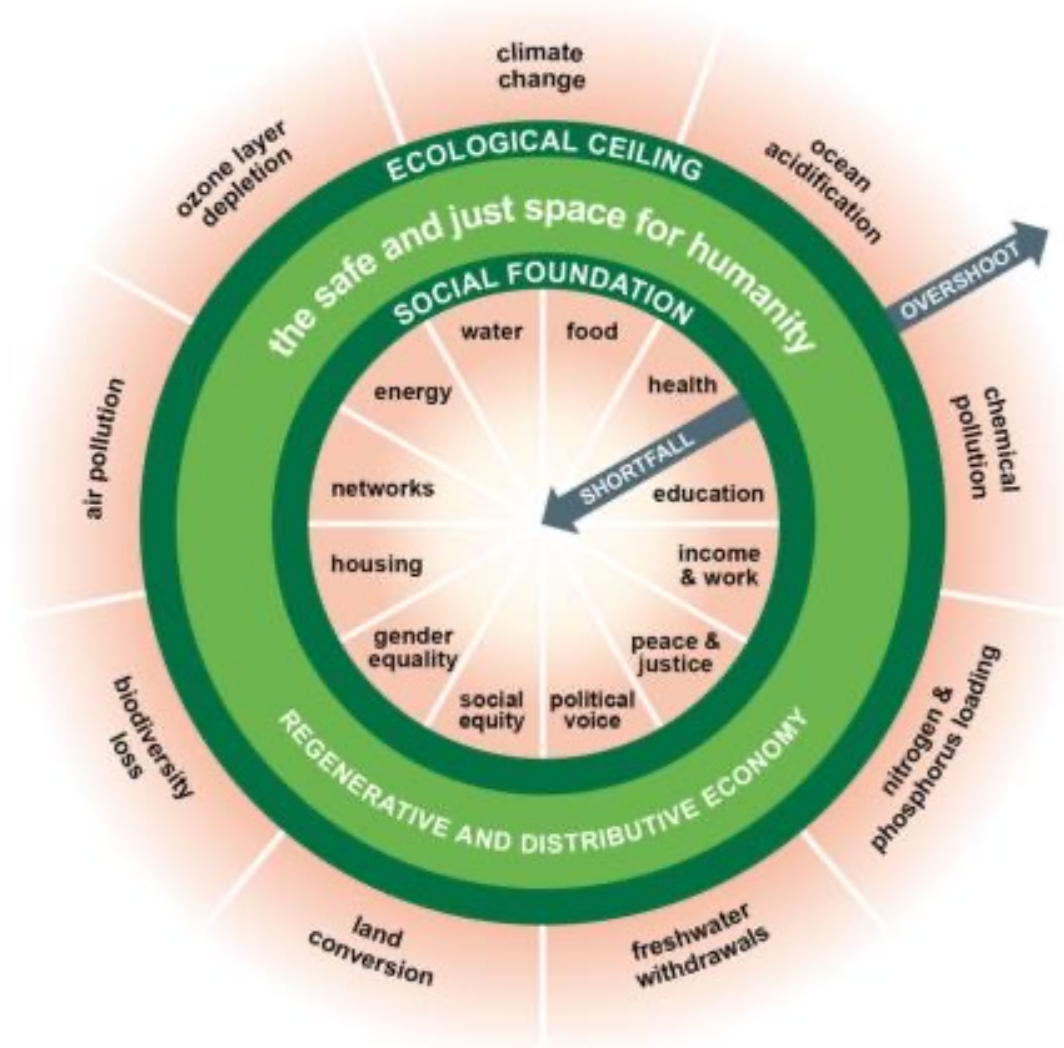 climate
change
ocean
acidification
chemical
pollution
nitrogen &
phosphorus loading
freshwater
withdrawals
land
conversion
biodiversity
loss
air pollution
ozone layer
depletion
OVERSHOOT
ECOLOGICAL CEILING
the safe and just space for humanity
SOCIAL FOUNDATION
water
food
health
SHORTFALL
education
income
& work
peace &
justice
political
voice
social
equity
gender
equality
housing
networks
energy
REGENERATIVE AND DISTRIBUTIVE ECONOMY